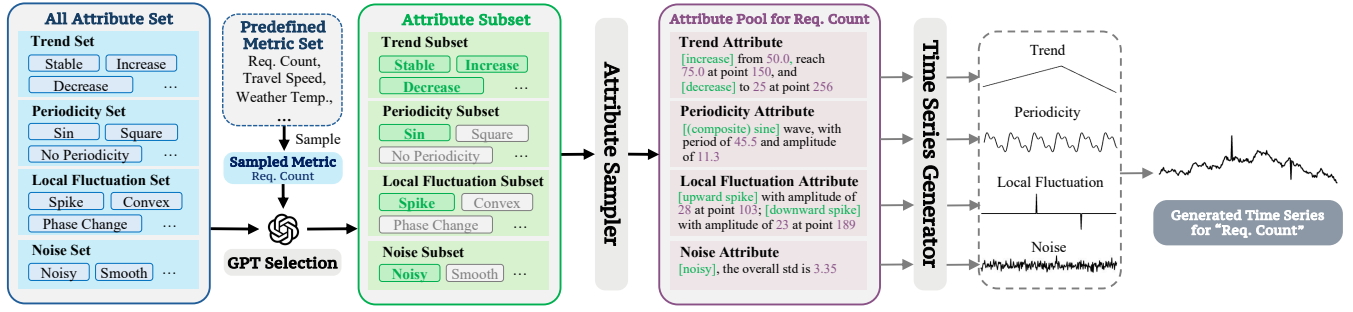 All Attribute Set
Trend Set
Stable Increase
Decrease ...
Periodicity Set
Sin Square
No Periodicity ...
Local Fluctuation Set
Spike Convex
Phase Change ...
Noise Set
Noisy Smooth ...
Predefined
Metric Set
Req. Count,
Travel Speed,
Weather Temp.,
...
Sample
Sampled Metric
Req. Count
GPT Selection
Attribute Subset
Trend Subset
Stable Increase
Decrease ...
Periodicity Subset
Sin Square
No Periodicity ...
Local Fluctuation Subset
Spike Convex
Phase Change ...
Noise Subset
Noisy Smooth ...
Attribute Sampler
Attribute Pool for Req. Count
Trend Attribute
[increase] from 50.0, reach
75.0 at point 150, and
[decrease] to 25 at point 256
Periodicity Attribute
[(composite) sine] wave, with
period of 45.5 and amplitude
of 11.3
Local Fluctuation Attribute
[upward spike] with amplitude of
28 at point 103; [downward spike]
with amplitude of 23 at point 189
Noise Attribute
[noisy], the overall std is 3.35
Time Series Generator
Trend
Periodicity
Local Fluctuation
Noise
Generated Time Series
for "Req. Count"